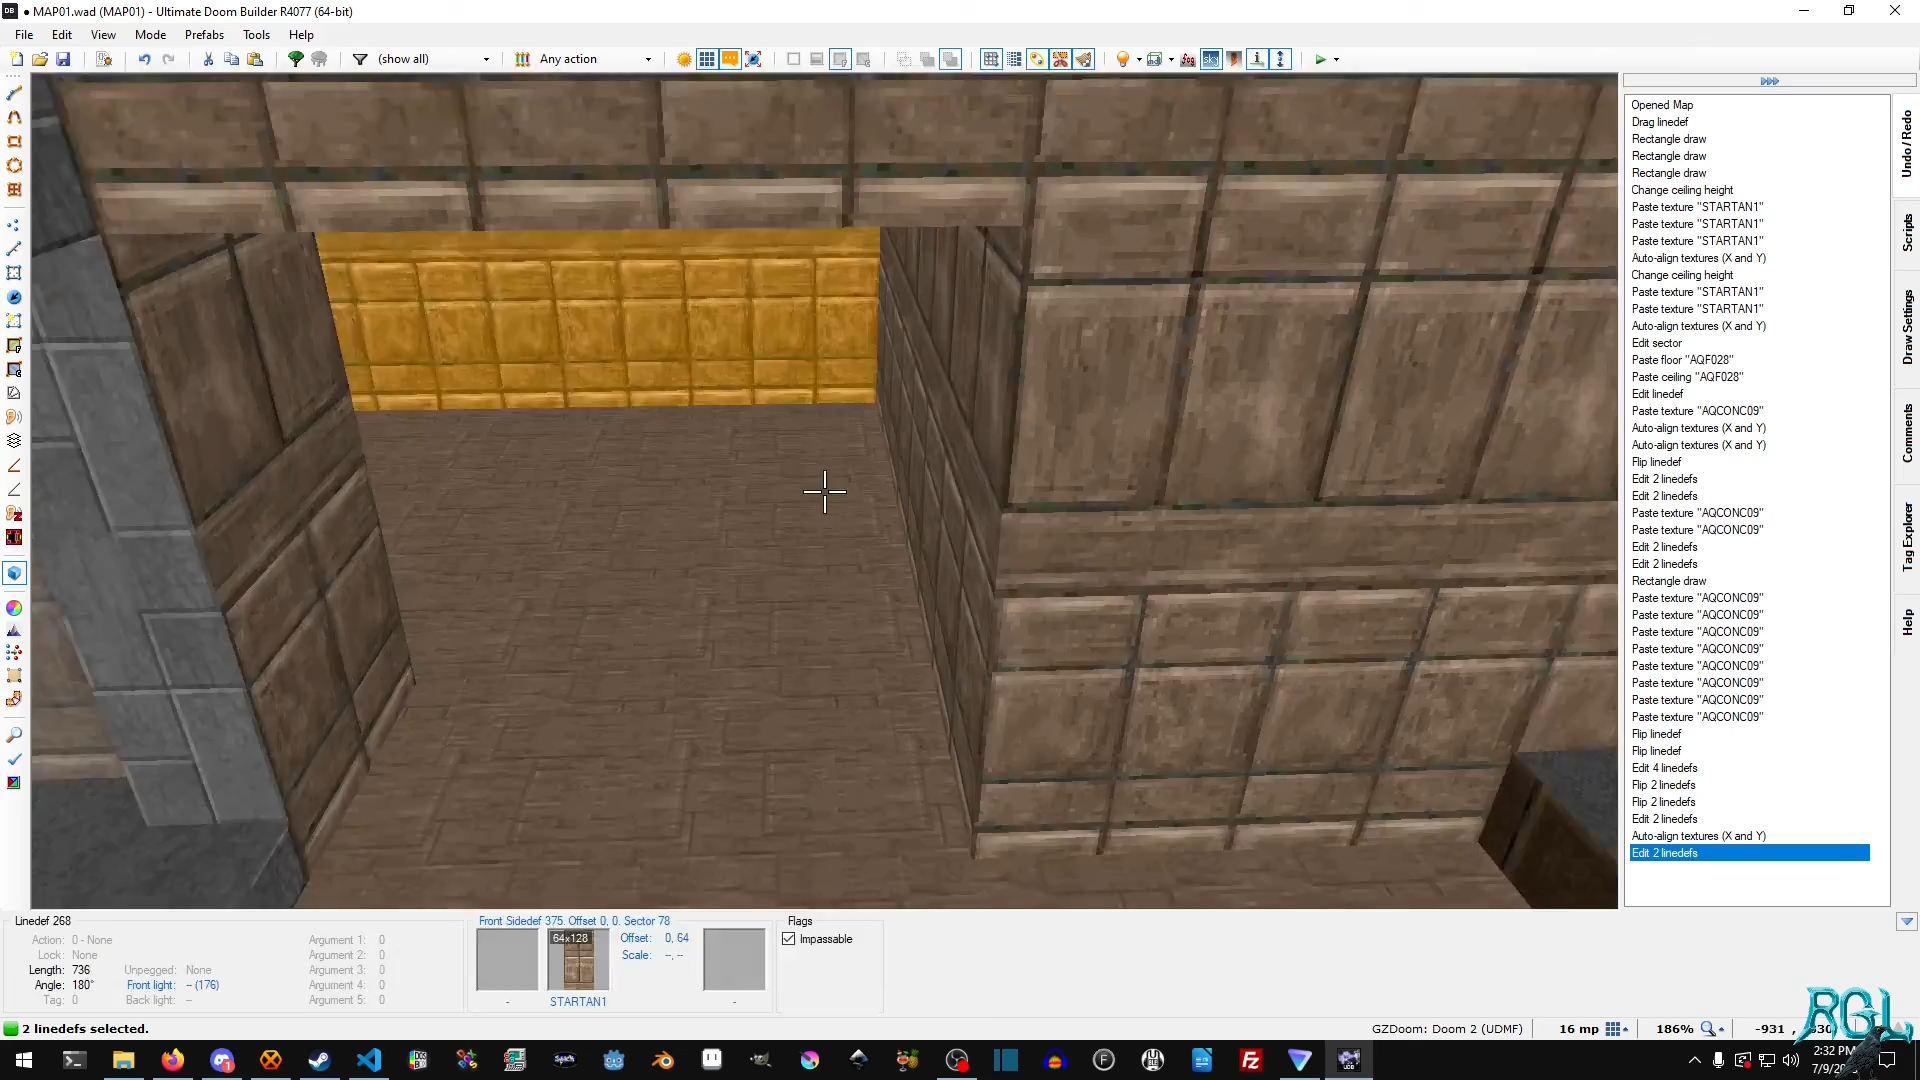 ● MAP01.wad (MAP01) - Ultimate Doom Builder R4077 (64-bit)
File Edit View Mode Prefabs Tools Help
(show all) Any action
Opened Map
Drag linedef
Rectangle draw
Rectangle draw
Rectangle draw
Change ceiling height
Paste texture "STARTAN1"
Paste texture "STARTAN1"
Paste texture "STARTAN1"
Auto-align textures (X and Y)
Change ceiling height
Paste texture "STARTAN1"
Paste texture "STARTAN1"
Auto-align textures (X and Y)
Edit sector
Paste floor "AQF028"
Paste ceiling "AQF028"
Edit linedef
Paste texture "AQCONC09"
Auto-align textures (X and Y)
Auto-align textures (X and Y)
Flip linedef
Edit 2 linedefs
Edit 2 linedefs
Paste texture "AQCONC09"
Paste texture "AQCONC09"
Edit 2 linedefs
Edit 2 linedefs
Rectangle draw
Paste texture "AQCONC09"
Paste texture "AQCONC09"
Paste texture "AQCONC09"
Paste texture "AQCONC09"
Paste texture "AQCONC09"
Paste texture "AQCONC09"
Paste texture "AQCONC09"
Paste texture "AQCONC09"
Flip linedef
Flip linedef
Edit 4 linedefs
Flip 2 linedefs
Flip 2 linedefs
Edit 2 linedefs
Auto-align textures (X and Y)
Edit 2 linedefs
Undo / Redo
Scripts
Draw Settings
Comments
Tag Explorer
Help
Linedef 268
Action: 0 - None
Lock: None
Length: 736
Angle: 180°
Tag: 0
Unpegged: None
Front light: -- (176)
Back light: --
Argument 1: 0
Argument 2: 0
Argument 3: 0
Argument 4: 0
Argument 5: 0
Front Sidedef 375. Offset 0, 0. Sector 78
64x128
Offset: 0, 64
Scale: --, --
- STARTAN1 -
Flags
Impassable
2 linedefs selected.
GZDoom: Doom 2 (UDMF) 16 mp 186% -931 ,
RGL
2:32 PM